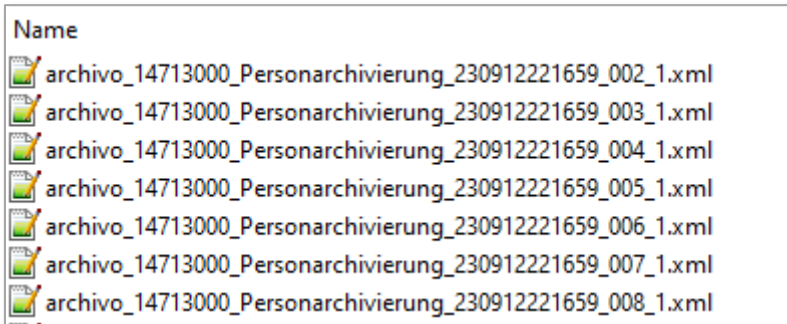 Name
archivo_14713000_Personarchivierung_230912221659_002_1.xml
archivo_14713000_Personarchivierung_230912221659_003_1.xml
archivo_14713000_Personarchivierung_230912221659_004_1.xml
archivo_14713000_Personarchivierung_230912221659_005_1.xml
archivo_14713000_Personarchivierung_230912221659_006_1.xml
archivo_14713000_Personarchivierung_230912221659_007_1.xml
archivo_14713000_Personarchivierung_230912221659_008_1.xml